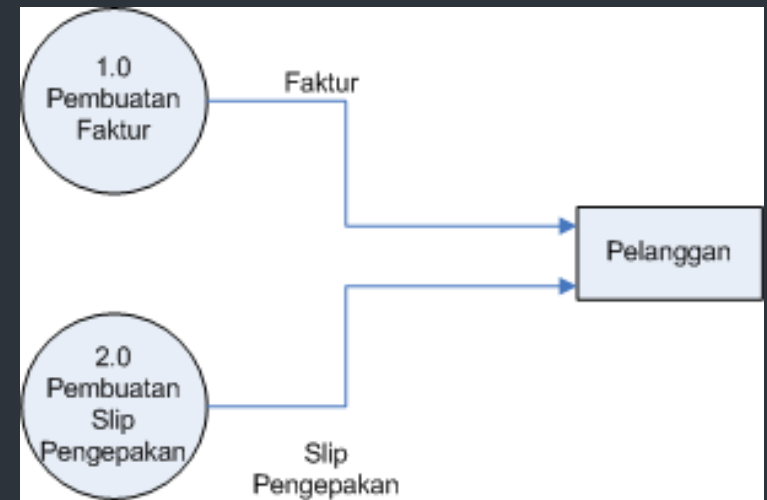 1.0
Pembuatan
Faktur
Faktur
Pelanggan
2.0
Pembuatan
Slip
Pengepakan
Slip
Pengepakan